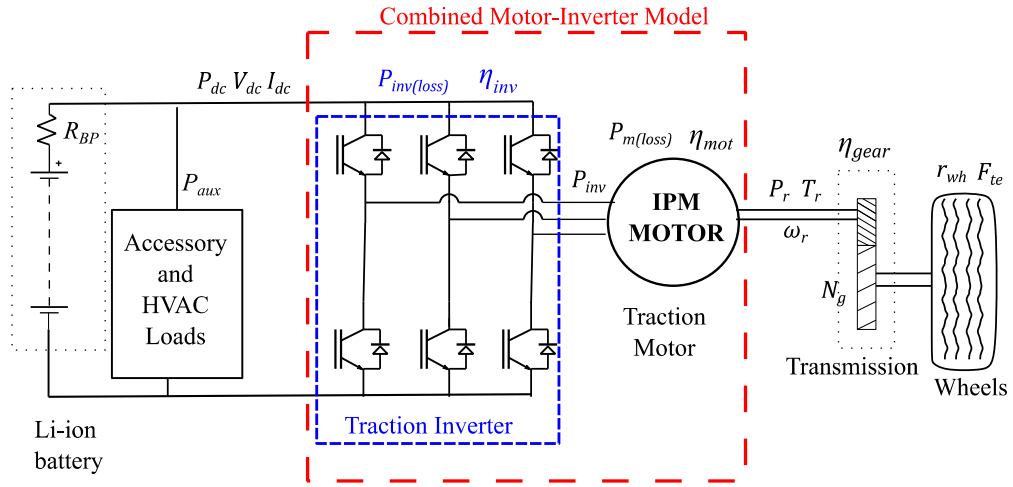 Combined Motor-Inverter Model
P_dc V_dc I_dc
P_inv(loss) η_inv
R_BP
+
P_aux
Accessory
and
HVAC
Loads
Li-ion
battery
Traction Inverter
P_inv
P_m(loss) η_mot
IPM
MOTOR
Traction
Motor
P_r T_r
ω_r
η_gear
N_g
Transmission
r_wh F_te
Wheels